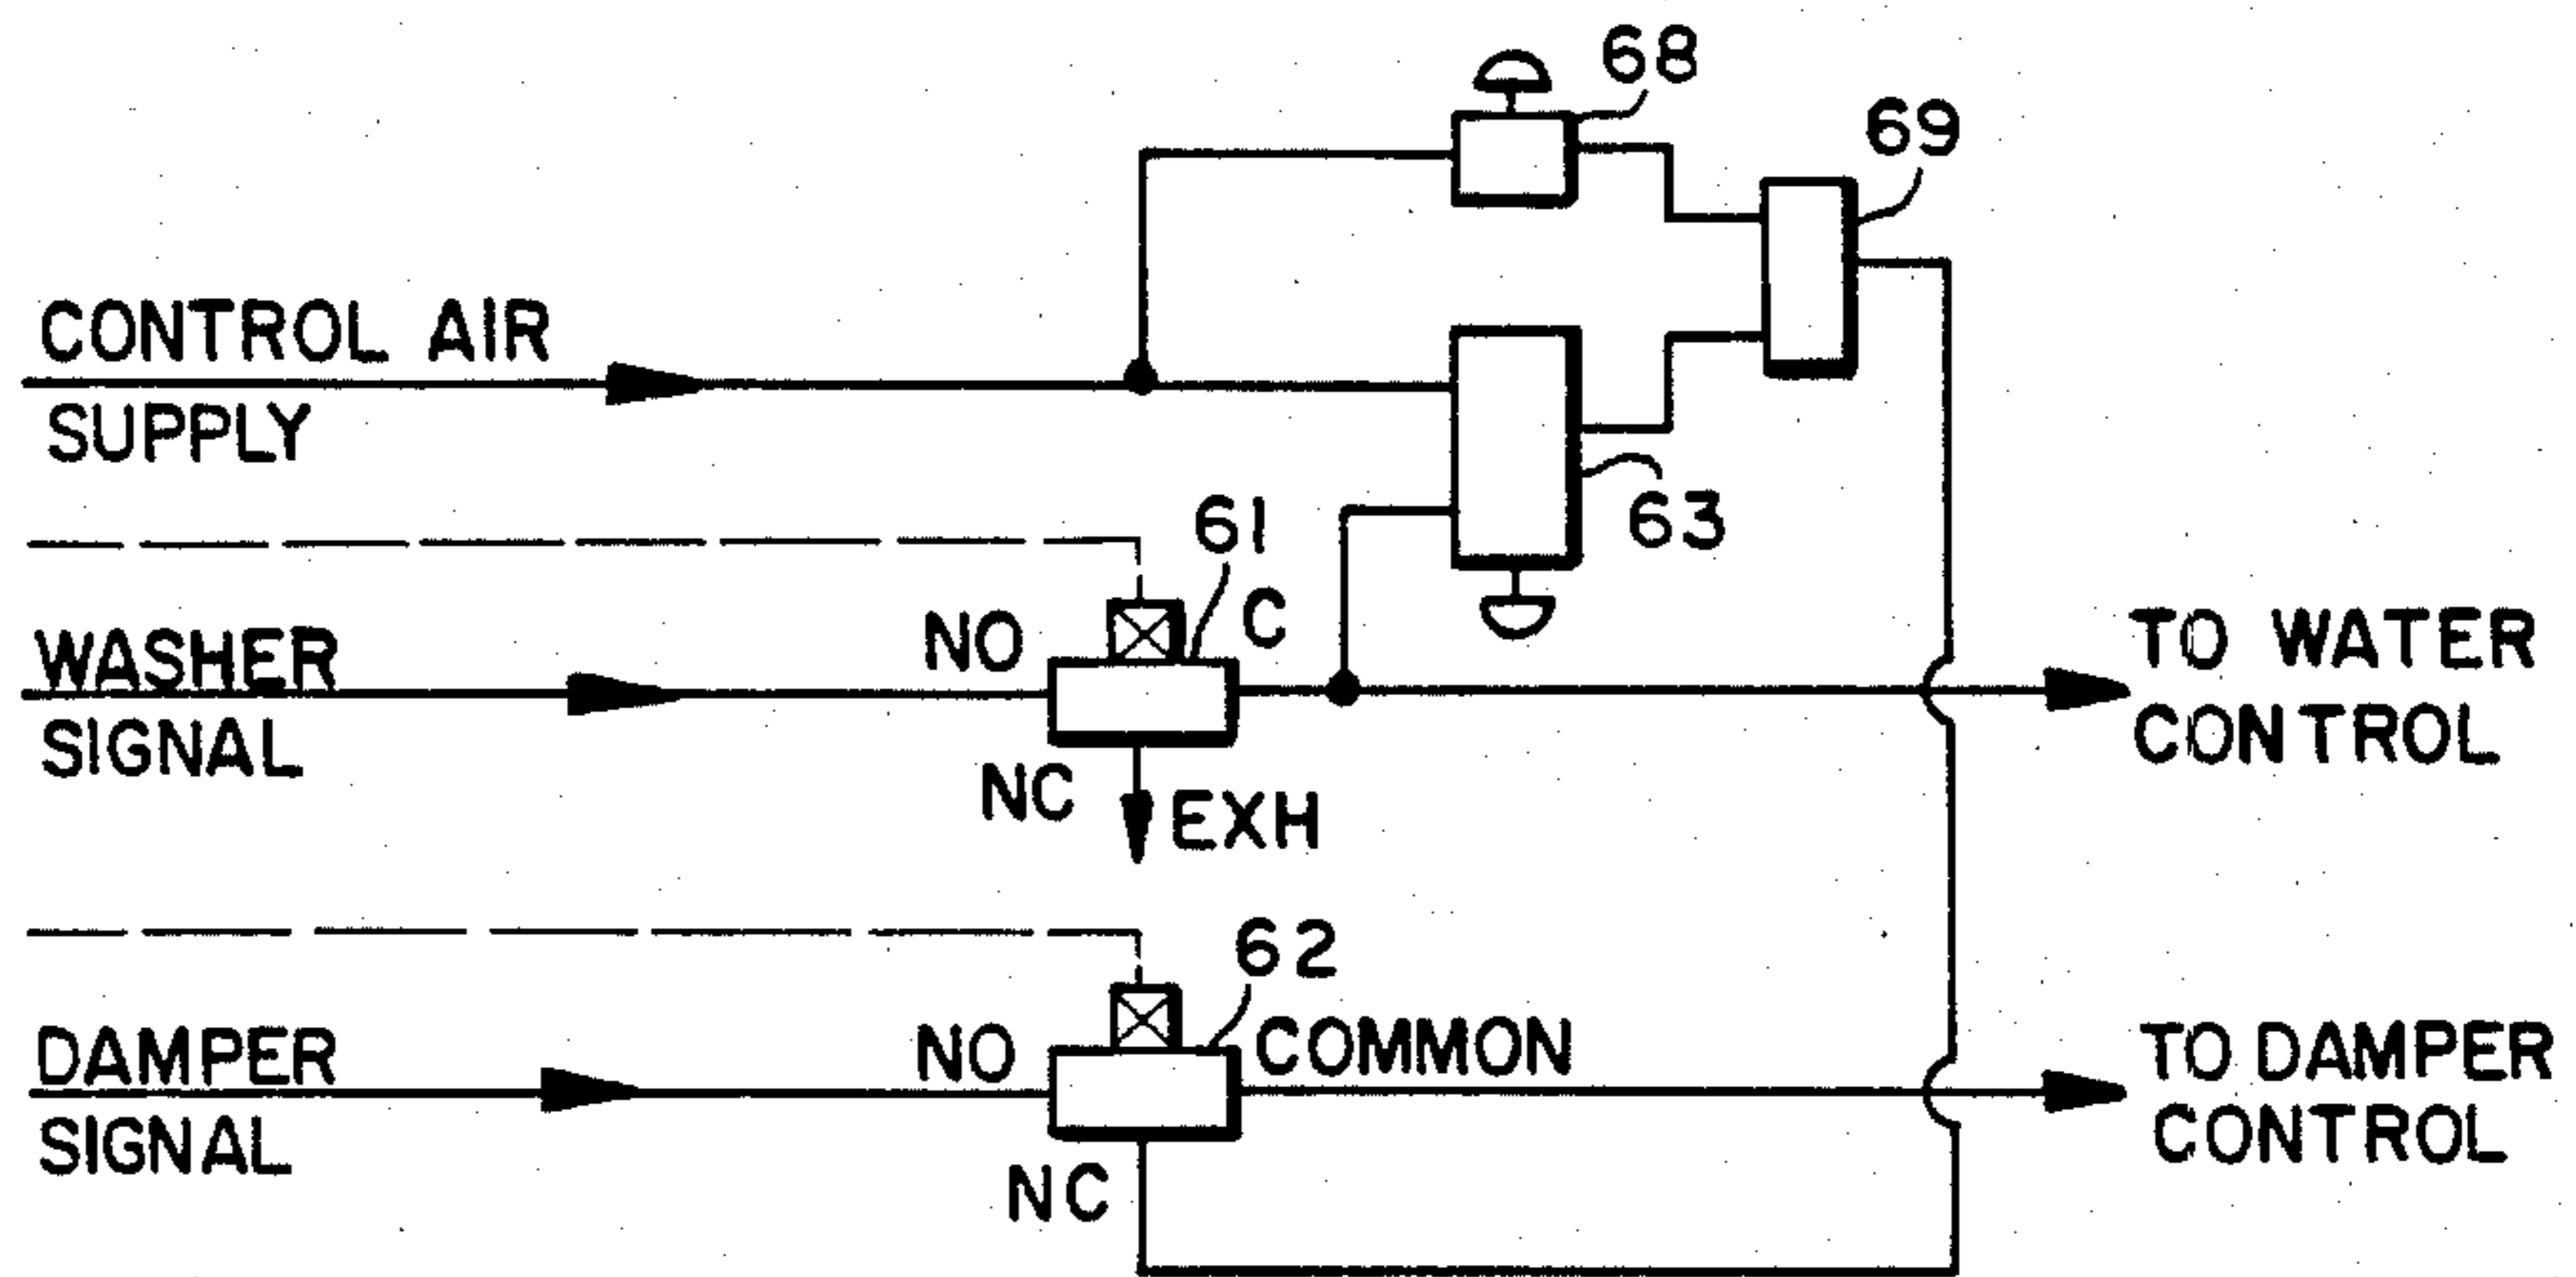 68
69
CONTROL AIR
SUPPLY
63
61
NO
C
WASHER
SIGNAL
NC
EXH
TO WATER
CONTROL
62
NO
COMMON
DAMPER
SIGNAL
NC
TO DAMPER
CONTROL